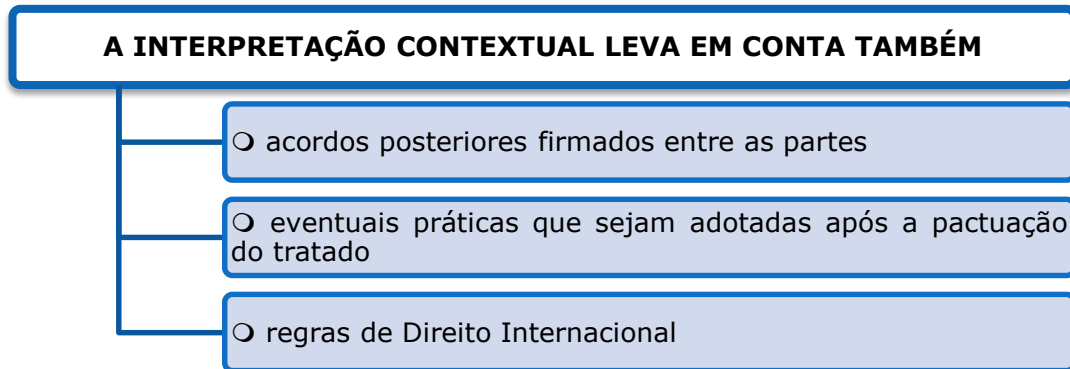 A INTERPRETAÇÃO CONTEXTUAL LEVA EM CONTA TAMBÉM
❍ acordos posteriores firmados entre as partes
❍ eventuais práticas que sejam adotadas após a pactuação
do tratado
❍ regras de Direito Internacional